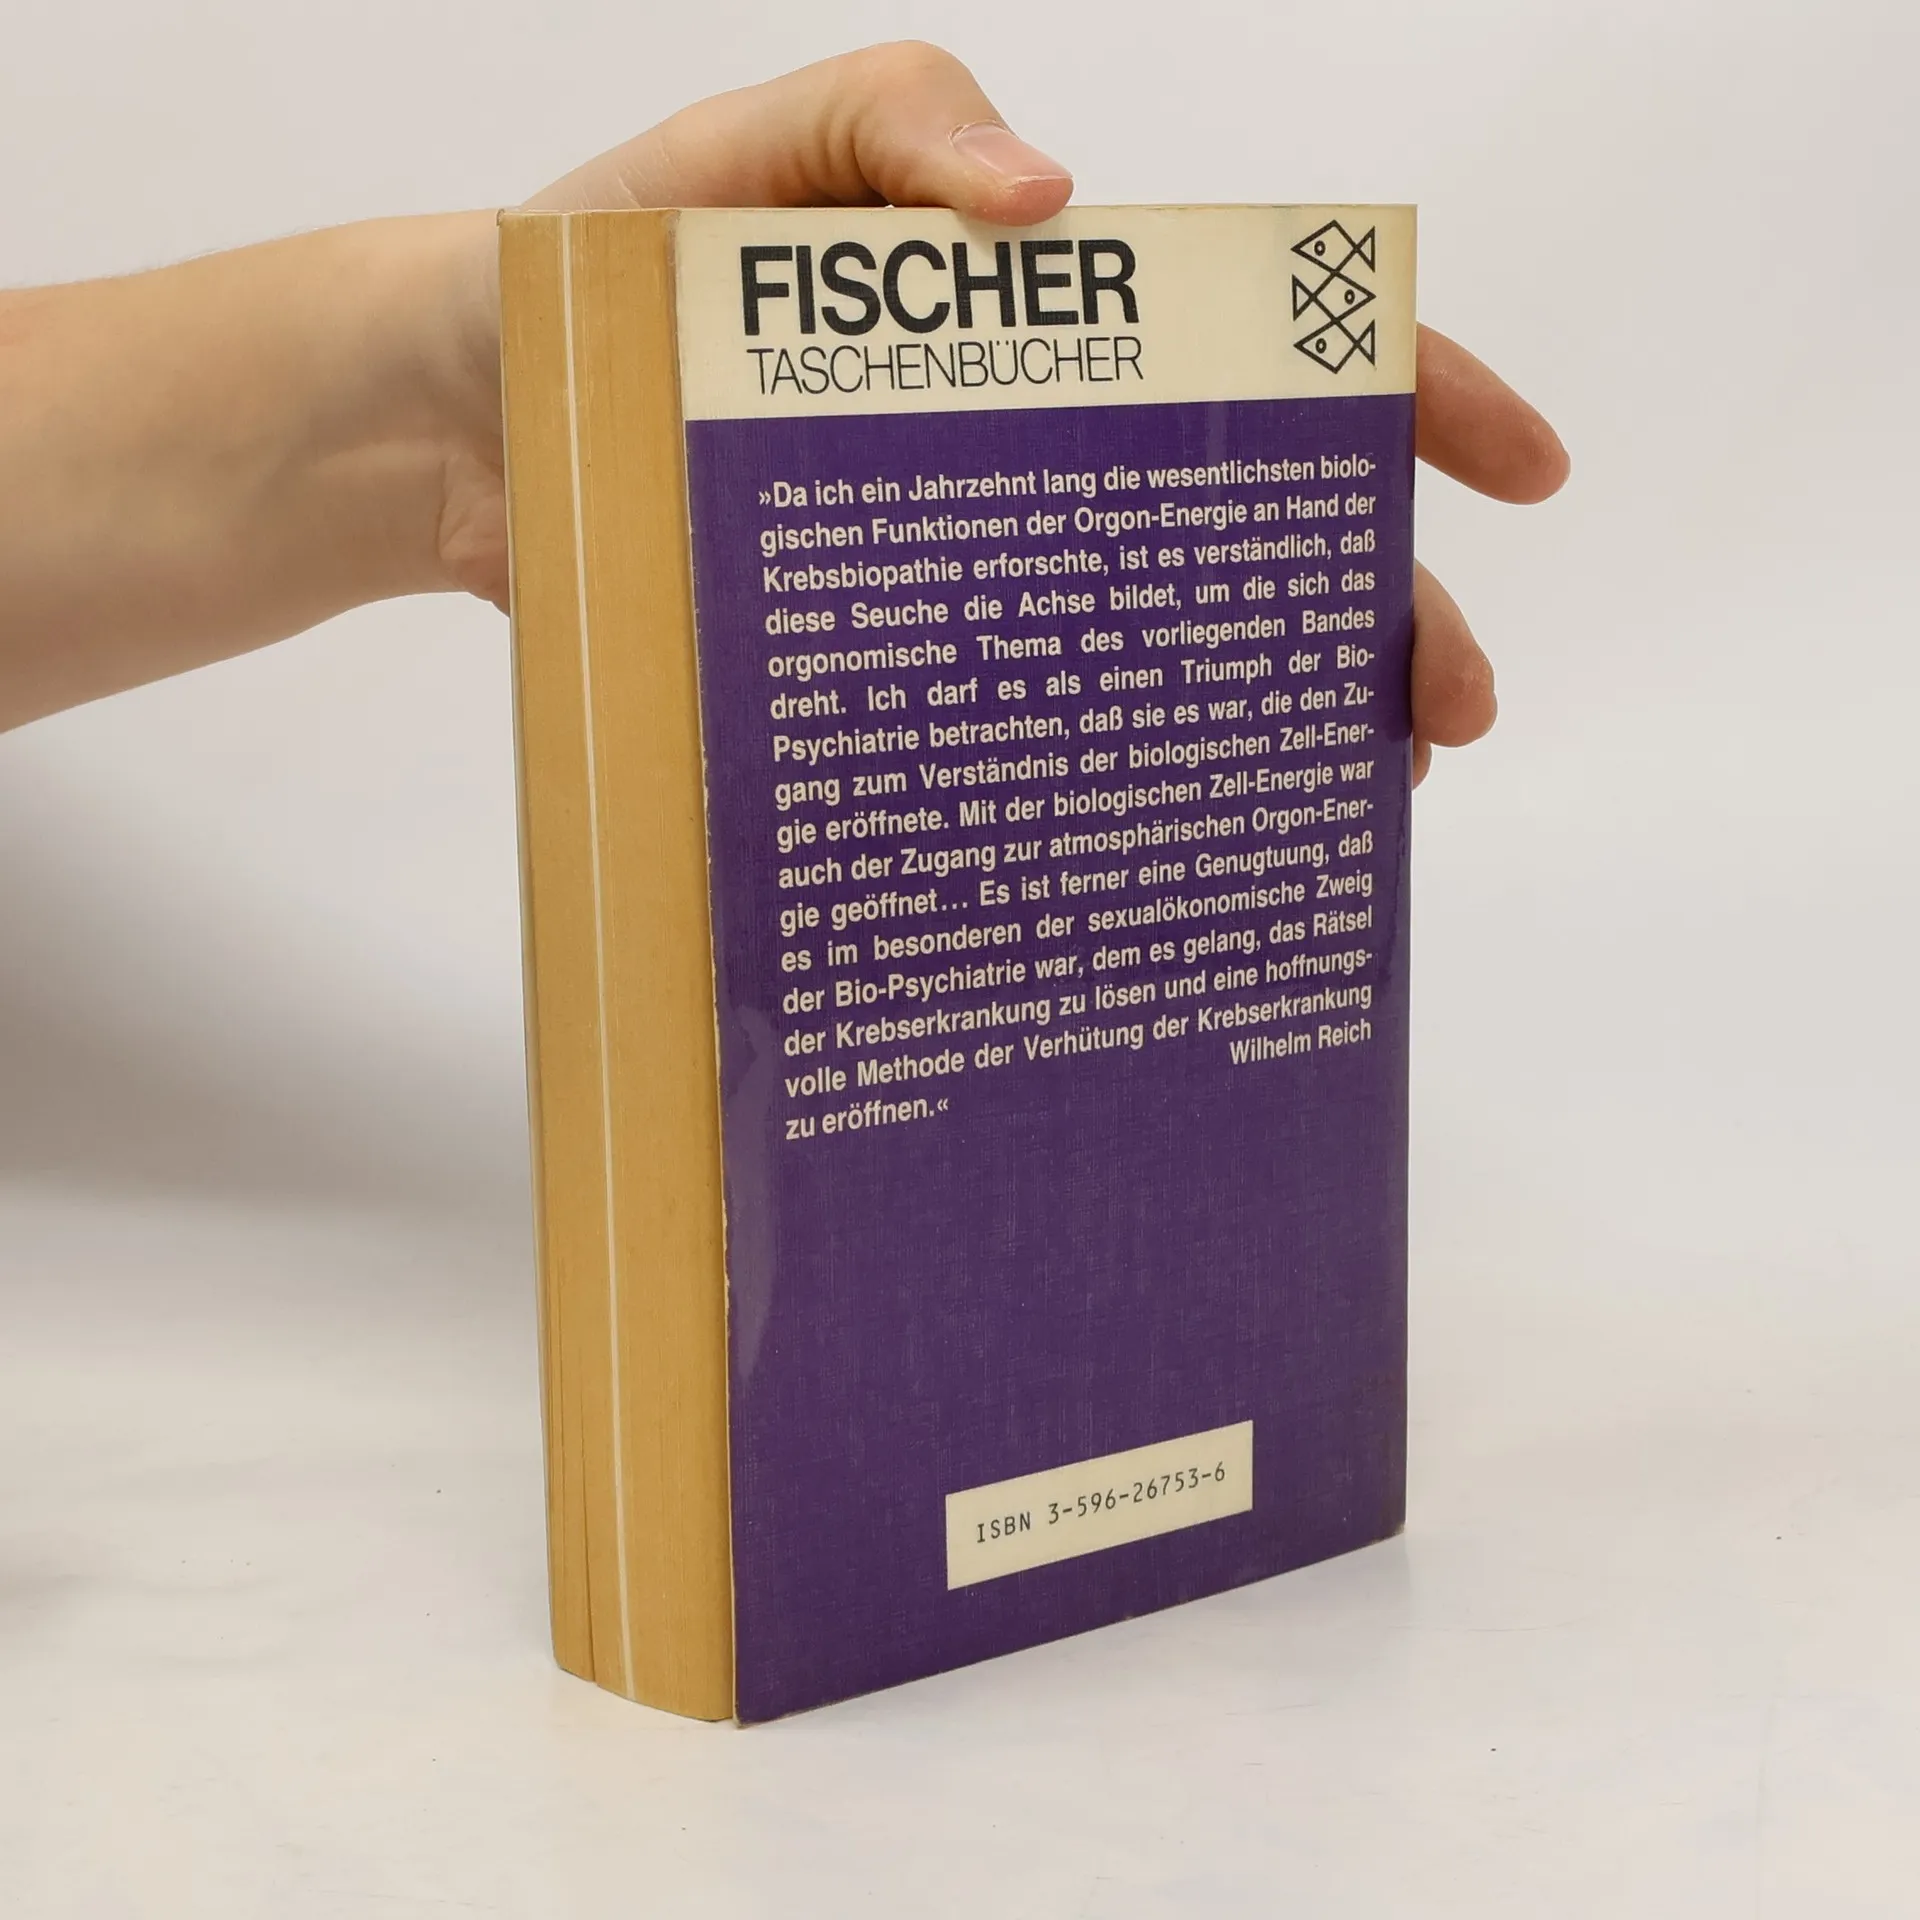 FISCHER
TASCHENBÜCHER
»Da ich ein Jahrzehnt lang die wesentlichsten biolo-
gischen Funktionen der Orgon-Energie an Hand der
Krebsbiopathie erforschte, ist es verständlich, daß
diese Seuche die Achse bildet, um die sich das
orgonomische Thema des vorliegenden Bandes
dreht. Ich darf es als einen Triumph der Bio-
Psychiatrie betrachten, daß sie es war, die den Zu-
gang zum Verständnis der biologischen Zell-Ener-
gie eröffnete. Mit der biologischen Zell-Energie war
auch der Zugang zur atmosphärischen Orgon-Ener-
gie geöffnet... Es ist ferner eine Genugtuung, daß
es im besonderen der sexualökonomische Zweig
der Bio-Psychiatrie war, dem es gelang, das Rätsel
der Krebserkrankung zu lösen und eine hoffnungs-
volle Methode der Verhütung der Krebserkrankung
zu eröffnen.«
Wilhelm Reich
ISBN 3-596-26753-6